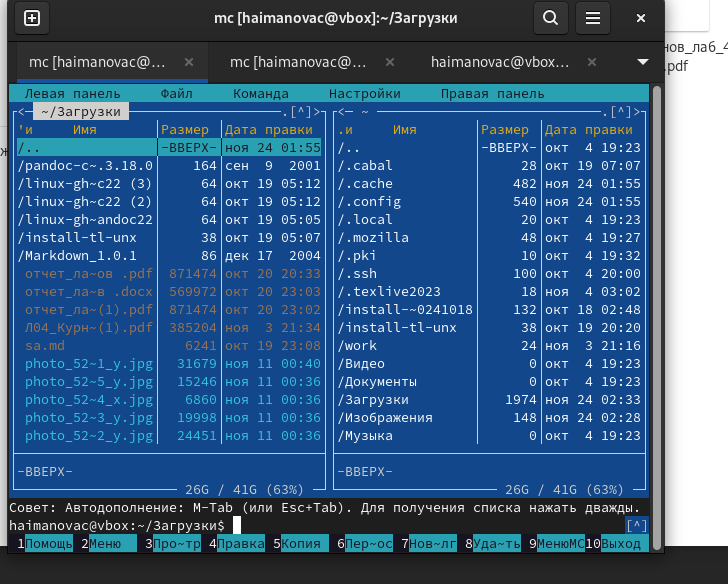 mc [haimanovac@vbox]:~/Загрузки
нов_лаб_4
.pdf
mc [haimanovac@... mc [haimanovac@... haimanovac@vbox...
Левая панель Файл Команда Настройки Правая панель
<─ ~/Загрузки ─.[^]> <─ ~ ─.[^]>
'и Имя Размер Дата правки .и Имя Размер Дата правки
/.. -ВВЕРХ- ноя 24 01:55 /.. -ВВЕРХ- окт 4 19:23
/pandoc-c~.3.18.0 164 сен 9 2001 /.cabal 28 окт 19 07:07
/linux-gh~c22 (3) 64 окт 19 05:12 /.cache 482 ноя 24 01:55
/linux-gh~c22 (2) 64 окт 19 05:12 /.config 540 ноя 24 01:55
/linux-gh~andoc22 64 окт 19 05:05 /.local 20 окт 4 19:23
/install-tl-unx 38 окт 19 05:07 /.mozilla 48 окт 4 19:27
/Markdown_1.0.1 86 дек 17 2004 /.pki 10 окт 4 19:32
отчет_ла~ов .pdf 871474 окт 20 20:33 /.ssh 100 окт 4 20:00
отчет_ла~в .docx 569972 окт 20 23:03 /.texlive2023 18 ноя 4 03:02
отчет_ла~(1).pdf 871474 окт 20 23:02 /install-~0241018 132 окт 18 02:48
Л04_Курн~(1).pdf 385204 ноя 3 21:34 /install-tl-unx 38 окт 19 20:20
sa.md 6241 окт 19 23:08 /work 24 ноя 3 21:16
photo_52~1_y.jpg 31679 ноя 11 00:40 /Видео 0 окт 4 19:23
photo_52~5_y.jpg 15246 ноя 11 00:36 /Документы 0 окт 4 19:23
photo_52~4_x.jpg 6860 ноя 11 00:36 /Загрузки 1974 ноя 24 02:33
photo_52~3_y.jpg 19998 ноя 11 00:36 /Изображения 148 ноя 24 02:28
photo_52~2_y.jpg 24451 ноя 11 00:36 /Музыка 0 окт 4 19:23
-ВВЕРХ- -ВВЕРХ-
26G / 41G (63%) 26G / 41G (63%)
Совет: Автодополнение: M-Tab (или Esc+Tab). Для получения списка нажать дважды.
haimanovac@vbox:~/Загрузки$ [^]
1Помощь 2Меню 3Про~тр 4Правка 5Копия 6Пер~ос 7Нов~лг 8Уда~ть 9МенюMC 10Выход